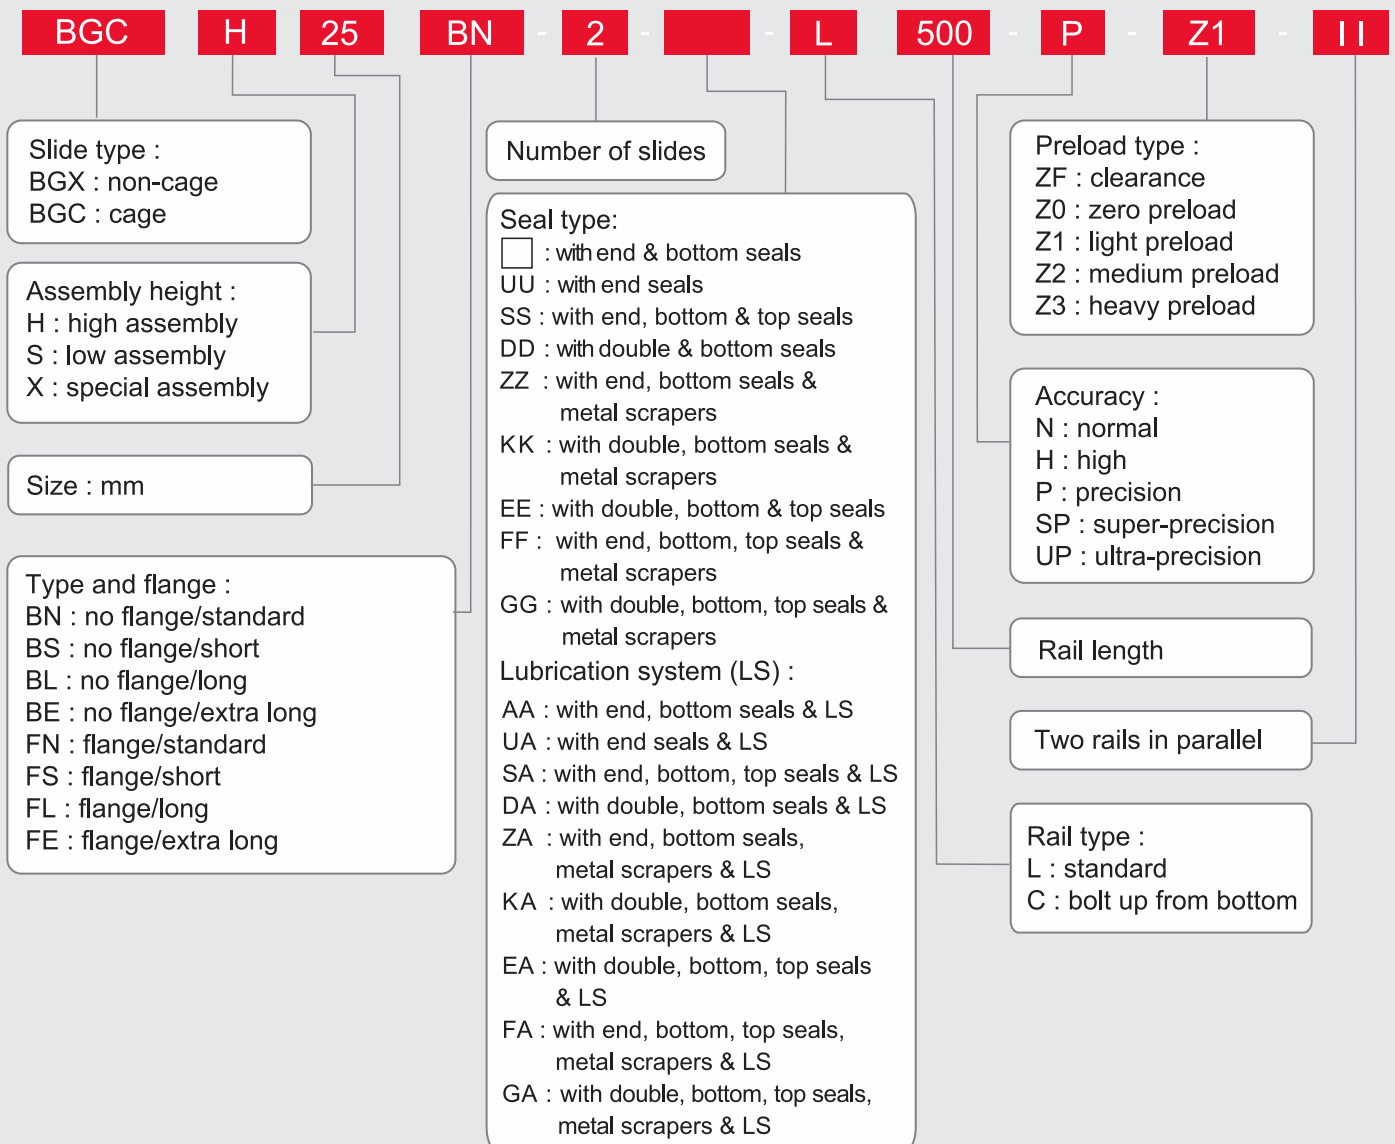 BGC H 25 BN - 2 - - L 500 - P - Z1 - II
Slide type :
BGX : non-cage
BGC : cage
Assembly height :
H : high assembly
S : low assembly
X : special assembly
Size : mm
Type and flange :
BN : no flange/standard
BS : no flange/short
BL : no flange/long
BE : no flange/extra long
FN : flange/standard
FS : flange/short
FL : flange/long
FE : flange/extra long
Number of slides
Seal type:
□ : with end & bottom seals
UU : with end seals
SS : with end, bottom & top seals
DD : with double & bottom seals
ZZ : with end, bottom seals &
metal scrapers
KK : with double, bottom seals &
metal scrapers
EE : with double, bottom & top seals
FF : with end, bottom, top seals &
metal scrapers
GG : with double, bottom, top seals &
metal scrapers
Lubrication system (LS) :
AA : with end, bottom seals & LS
UA : with end seals & LS
SA : with end, bottom, top seals & LS
DA : with double, bottom seals & LS
ZA : with end, bottom seals,
metal scrapers & LS
KA : with double, bottom seals,
metal scrapers & LS
EA : with double, bottom, top seals
& LS
FA : with end, bottom, top seals,
metal scrapers & LS
GA : with double, bottom, top seals,
metal scrapers & LS
Preload type :
ZF : clearance
Z0 : zero preload
Z1 : light preload
Z2 : medium preload
Z3 : heavy preload
Accuracy :
N : normal
H : high
P : precision
SP : super-precision
UP : ultra-precision
Rail length
Two rails in parallel
Rail type :
L : standard
C : bolt up from bottom